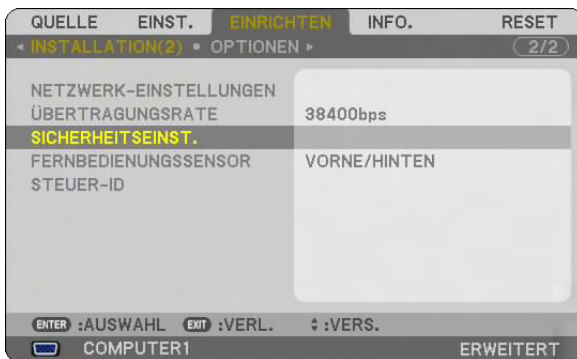 QUELLE EINST. EINRICHTEN INFO. RESET
◂ INSTALLATION(2) • OPTIONEN ▸ 2/2
NETZWERK-EINSTELLUNGEN
ÜBERTRAGUNGSRATE 38400bps
SICHERHEITSEINST.
FERNBEDIENUNGSSENSOR VORNE/HINTEN
STEUER-ID
ENTER :AUSWAHL EXIT :VERL. ♦ :VERS.
COMPUTER1 ERWEITERT